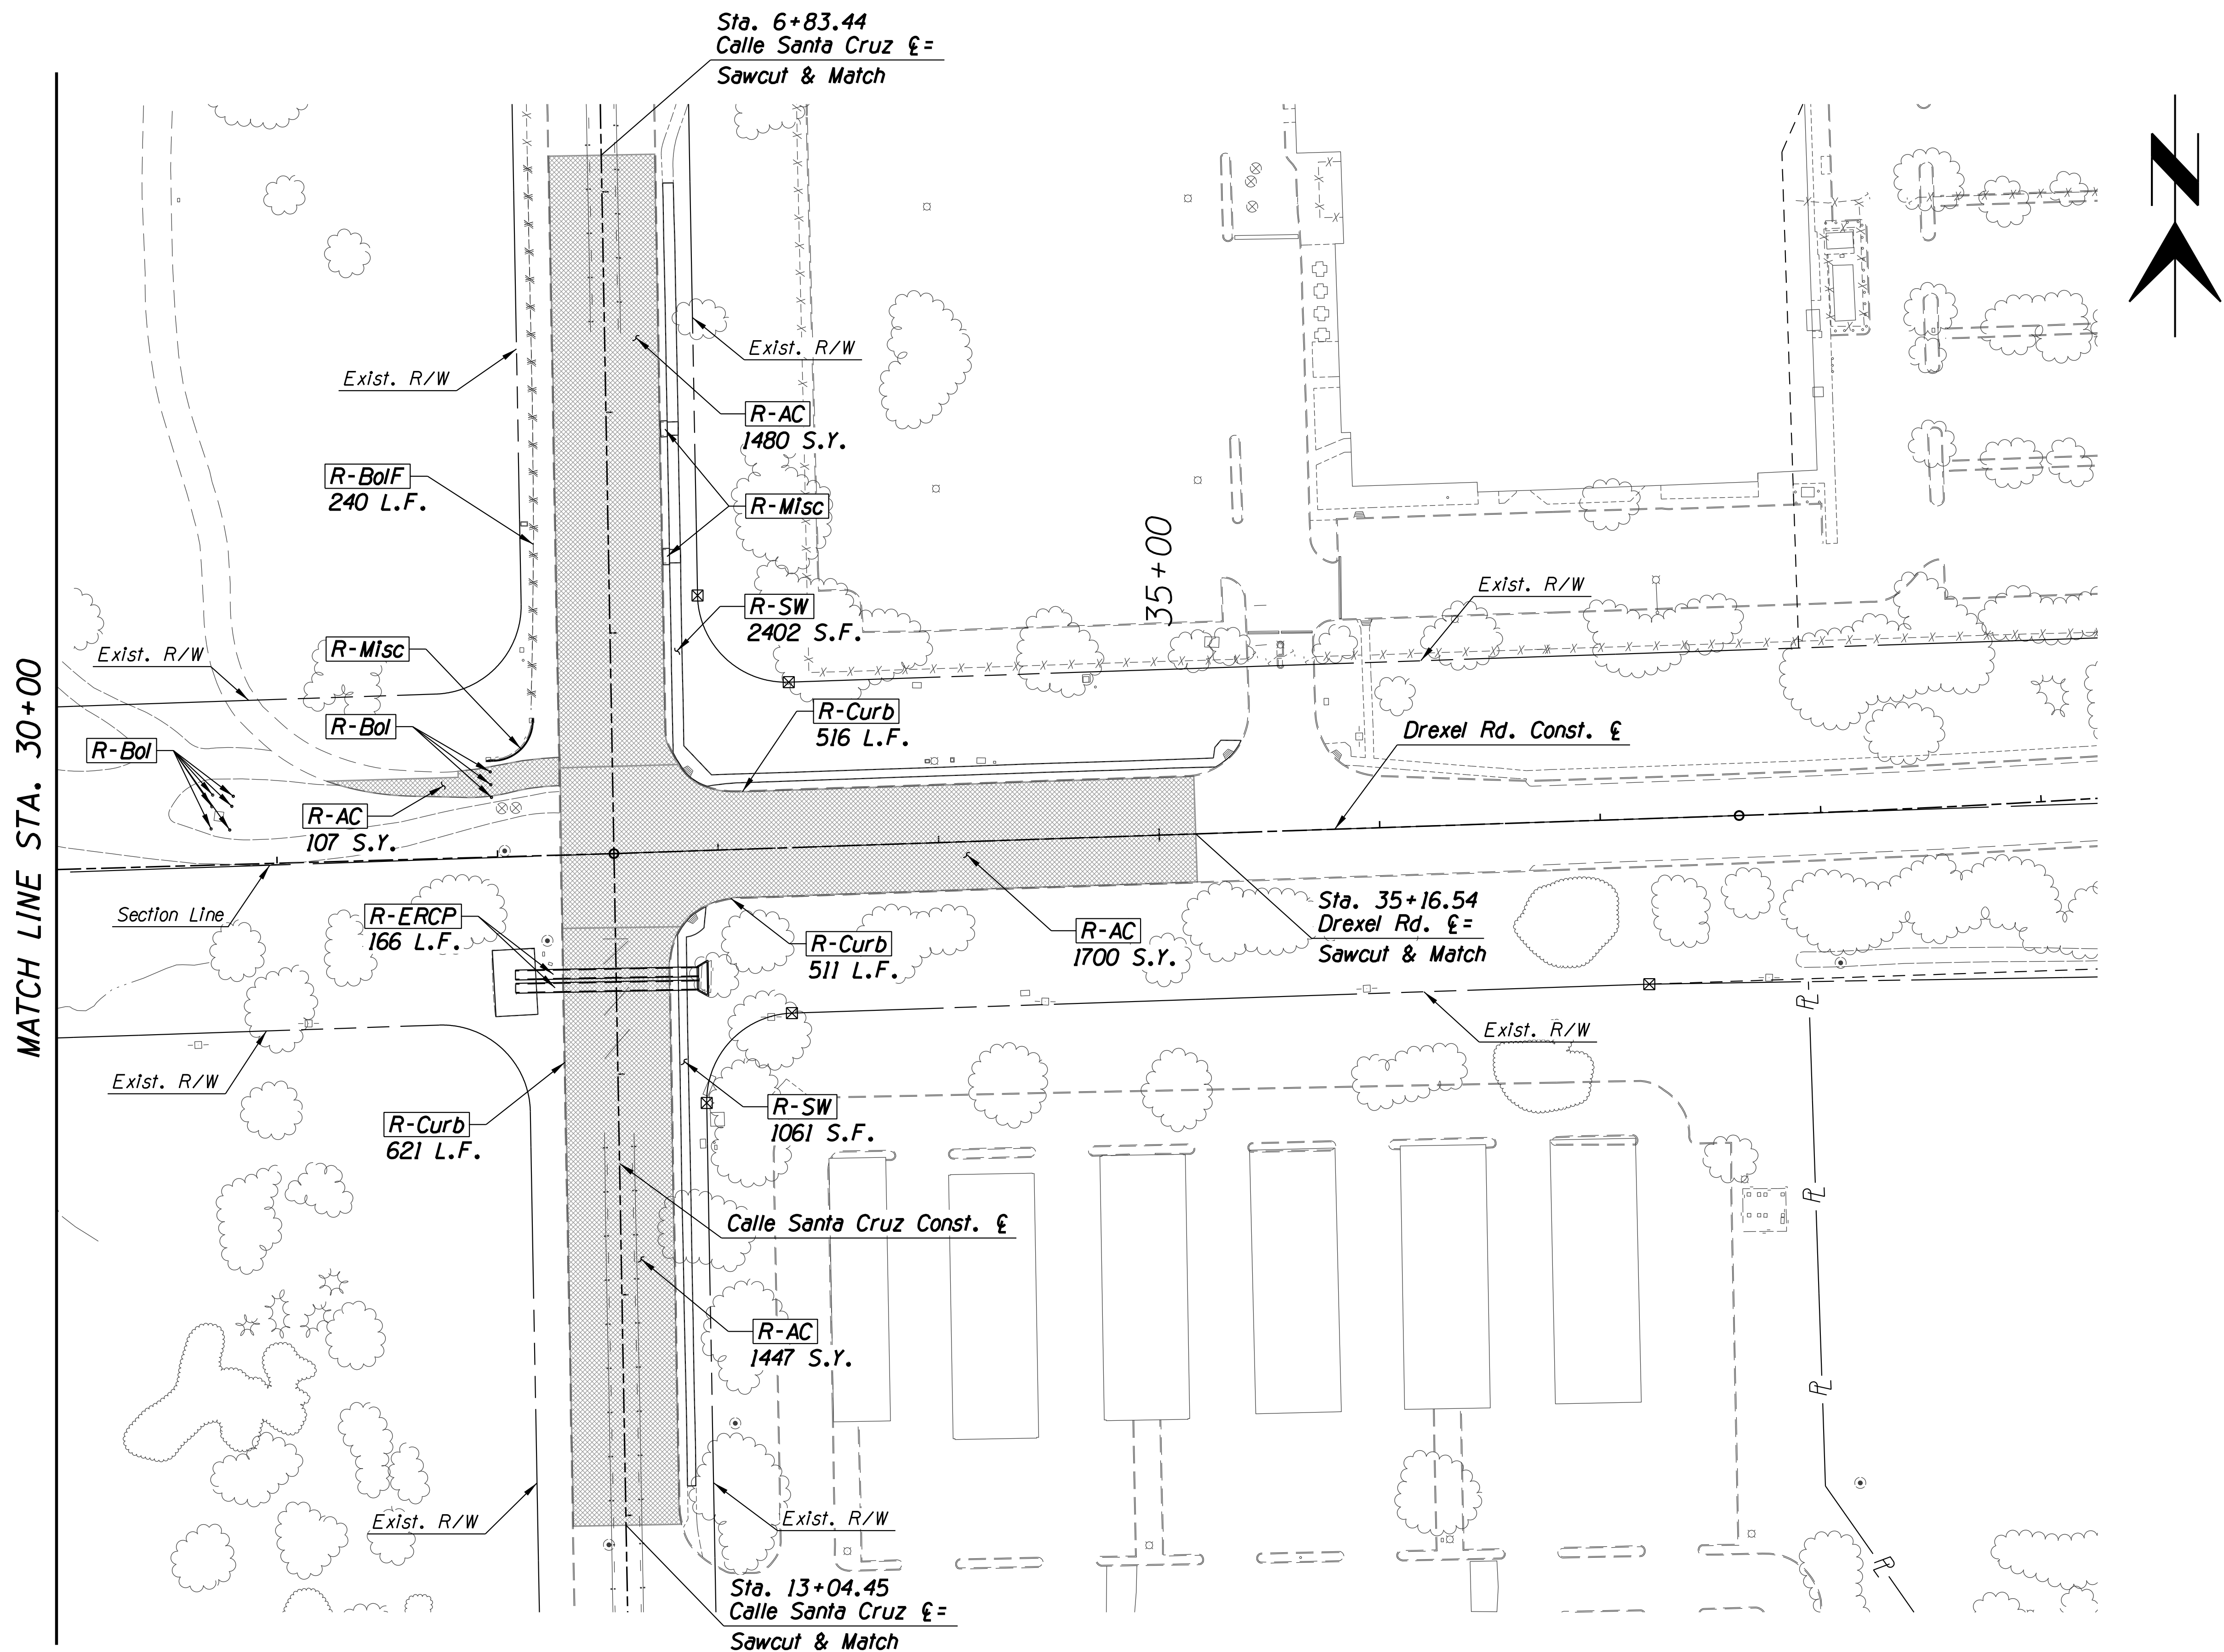 Sta. 6+83.44
Calle Santa Cruz ℄=
Sawcut & Match
N
Exist. R/W
Exist. R/W
R-AC
1480 S.Y.
R-BolF
240 L.F.
R-Misc
35+00
Exist. R/W
R-SW
2402 S.F.
R-Misc
Exist. R/W
MATCH LINE STA. 30+00
R-Bol
R-Bol
R-Curb
516 L.F.
Drexel Rd. Const. ℄
R-AC
107 S.Y.
Section Line
R-ERCP
166 L.F.
R-Curb
511 L.F.
R-AC
1700 S.Y.
Sta. 35+16.54
Drexel Rd. ℄=
Sawcut & Match
Exist. R/W
Exist. R/W
R-Curb
621 L.F.
R-SW
1061 S.F.
PL
PL
PL
PL
Calle Santa Cruz Const. ℄
R-AC
1447 S.Y.
Exist. R/W
Exist. R/W
Sta. 13+04.45
Calle Santa Cruz ℄=
Sawcut & Match